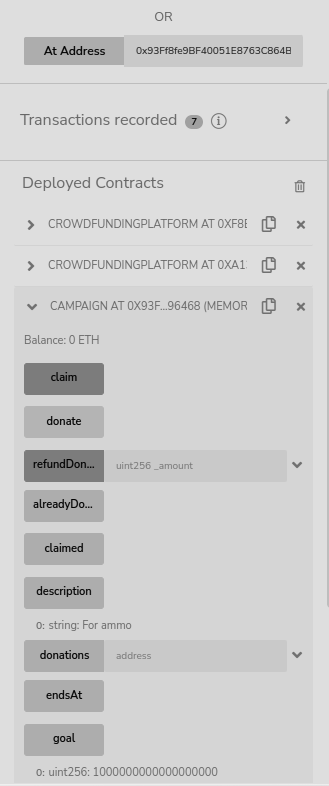 OR
At Address 0x93Ff8fe9BF40051E8763C864B
Transactions recorded 7 i
Deployed Contracts
CROWDFUNDINGPLATFORM AT 0XF8E
CROWDFUNDINGPLATFORM AT 0XA1
CAMPAIGN AT 0X93F...96468 (MEMOR
Balance: 0 ETH
claim
donate
refundDon... uint256 _amount
alreadyDo...
claimed
description
0: string: For ammo
donations address
endsAt
goal
0: uint256: 1000000000000000000